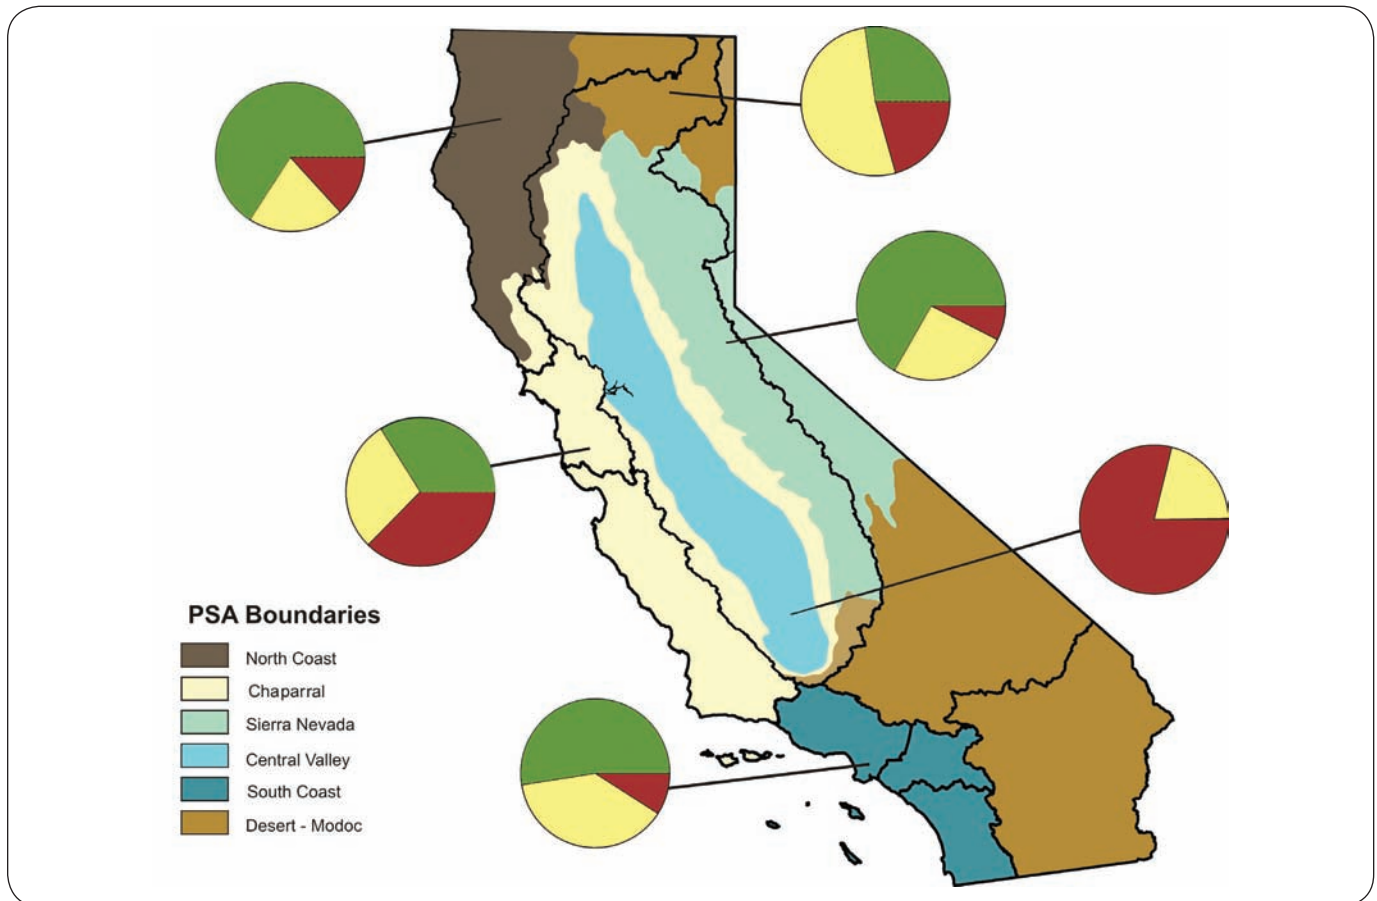 PSA Boundaries
North Coast
Chaparral
Sierra Nevada
Central Valley
South Coast
Desert - Modoc